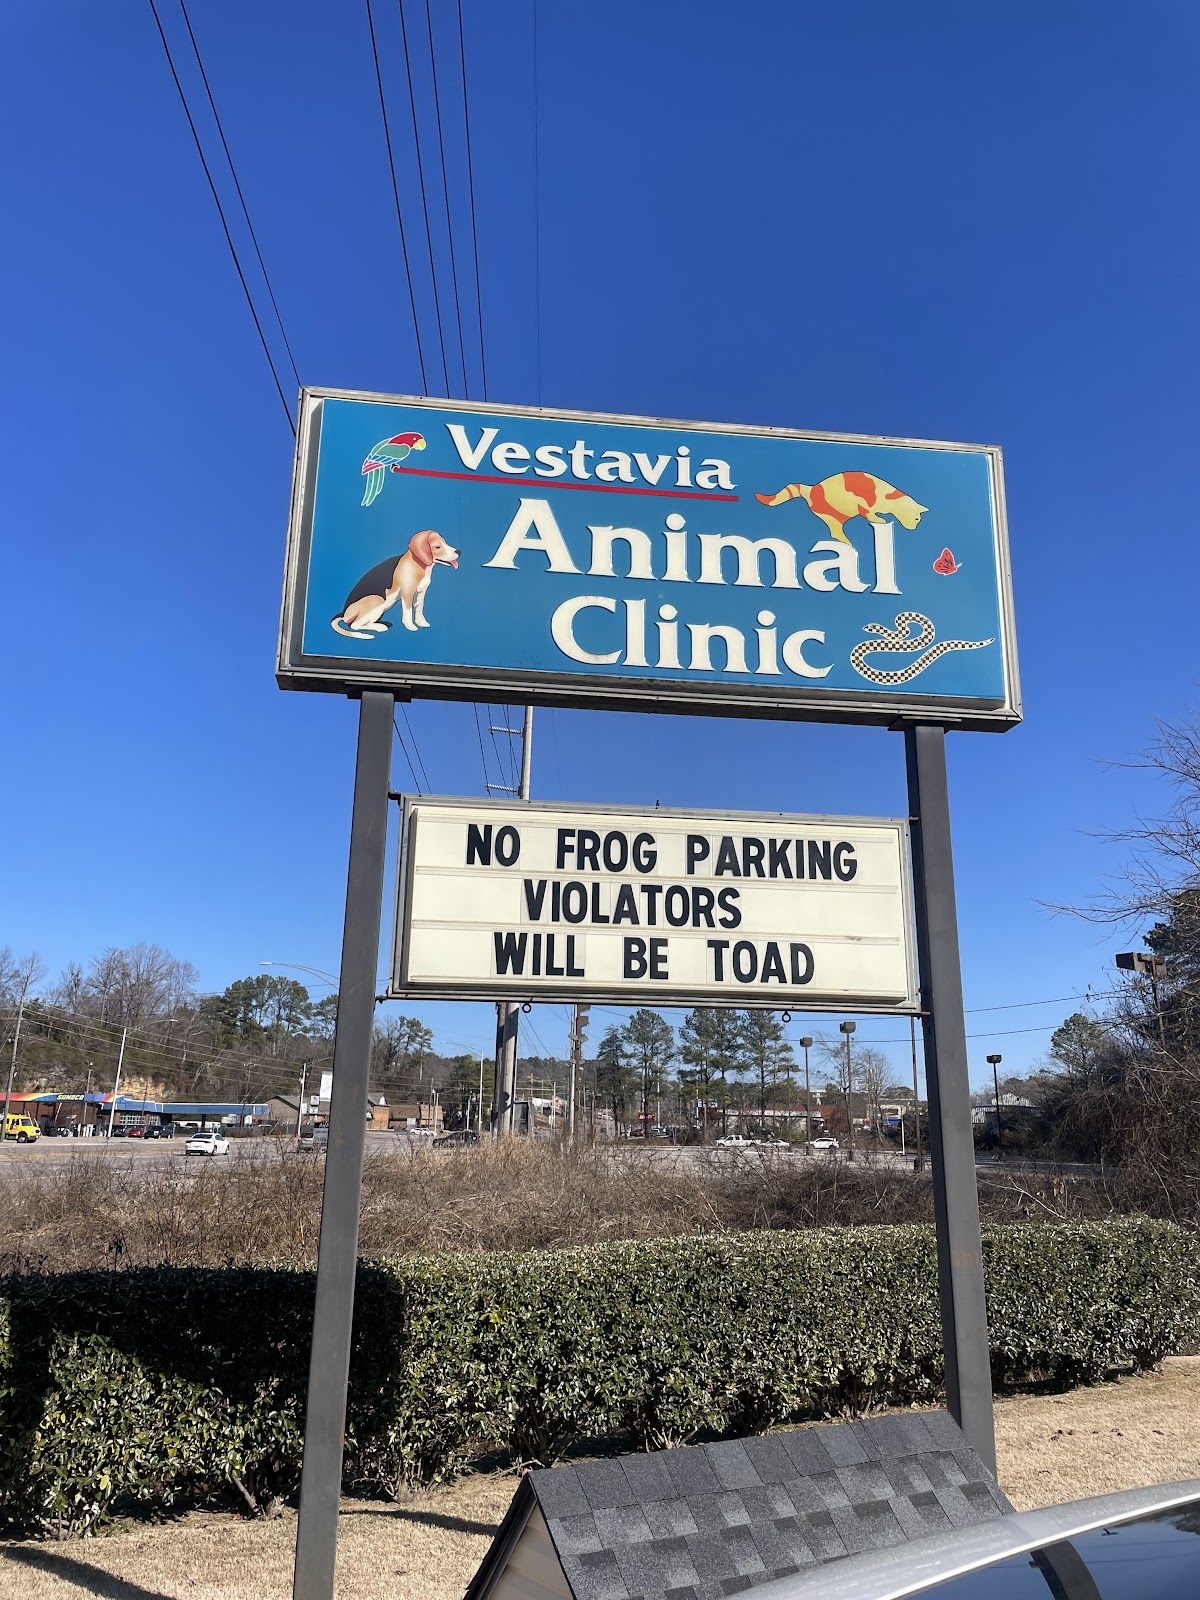 Vestavia
Animal
Clinic
NO FROG PARKING
VIOLATORS
WILL BE TOAD
SUNOCO